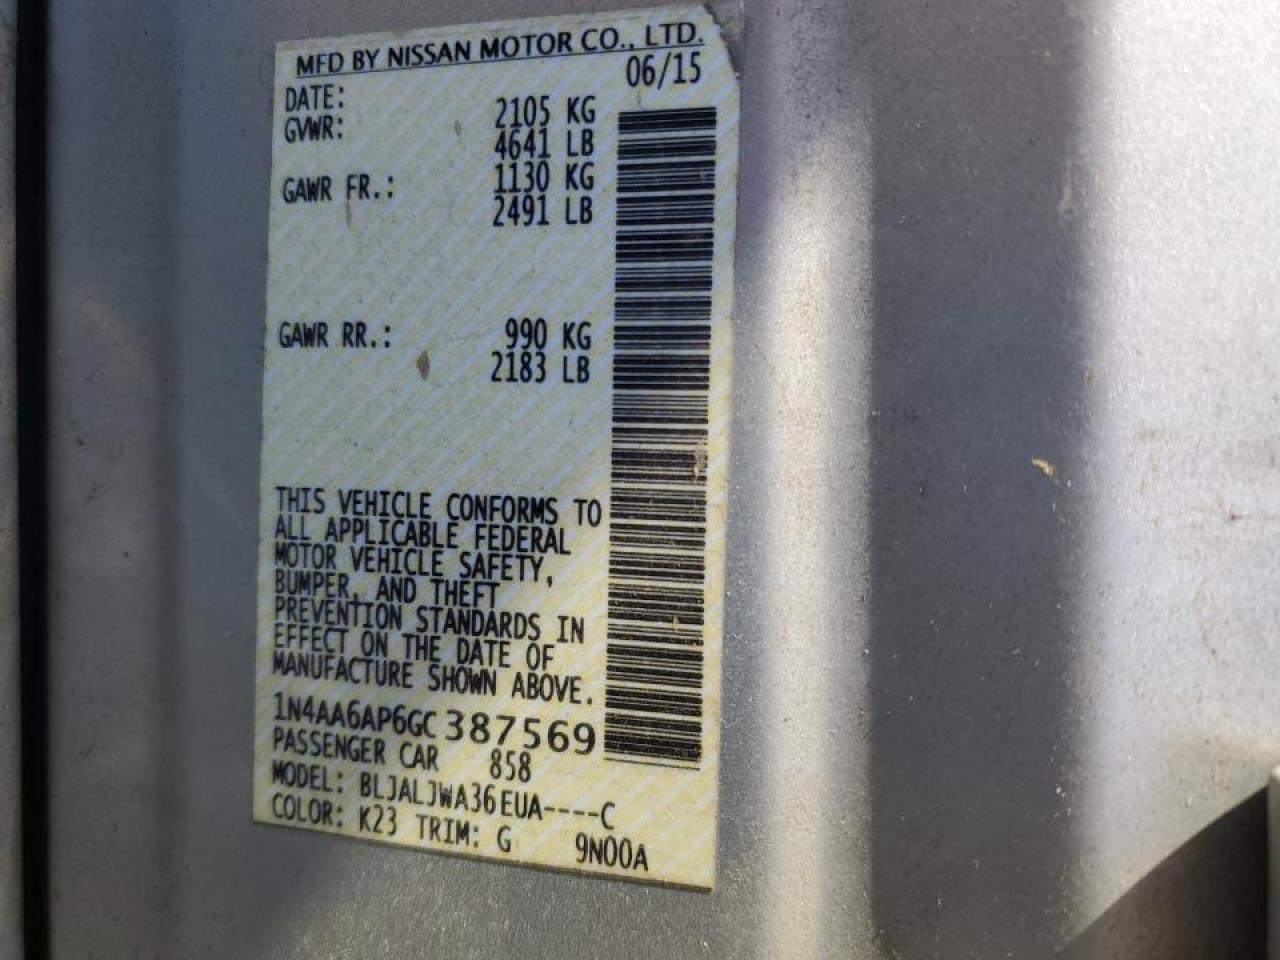 MFD BY NISSAN MOTOR CO., LTD.
DATE: 06/15
GVWR: 2105 KG
4641 LB
GAWR FR.: 1130 KG
2491 LB
GAWR RR.: 990 KG
2183 LB
THIS VEHICLE CONFORMS TO
ALL APPLICABLE FEDERAL
MOTOR VEHICLE SAFETY,
BUMPER, AND THEFT
PREVENTION STANDARDS IN
EFFECT ON THE DATE OF
MANUFACTURE SHOWN ABOVE.
1N4AA6AP6GC387569
PASSENGER CAR 858
MODEL: BLJALJWA36EUA----C
COLOR: K23 TRIM: G 9N00A